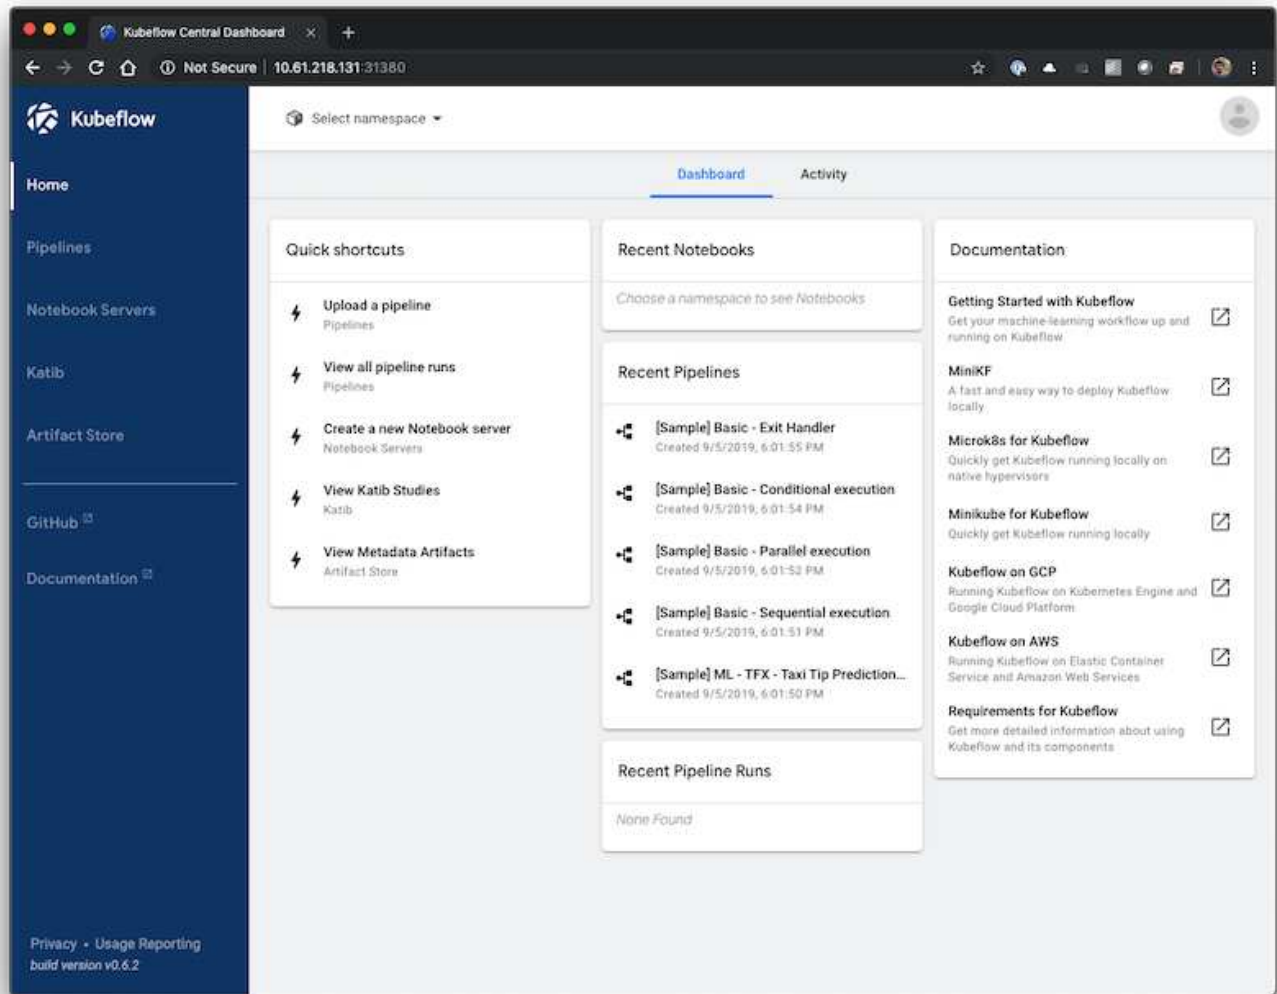 Kubeflow Central Dashboard
Not Secure | 10.61.218.131:31380
Kubeflow
Select namespace
Home
Pipelines
Notebook Servers
Katib
Artifact Store
GitHub
Documentation
Privacy • Usage Reporting
build version v0.6.2
Dashboard
Activity
Quick shortcuts
Upload a pipeline
Pipelines
View all pipeline runs
Pipelines
Create a new Notebook server
Notebook Servers
View Katib Studies
Katib
View Metadata Artifacts
Artifact Store
Recent Notebooks
Choose a namespace to see Notebooks
Recent Pipelines
[Sample] Basic - Exit Handler
Created 9/5/2019, 6:01:55 PM
[Sample] Basic - Conditional execution
Created 9/5/2019, 6:01:54 PM
[Sample] Basic - Parallel execution
Created 9/5/2019, 6:01:52 PM
[Sample] Basic - Sequential execution
Created 9/5/2019, 6:01:51 PM
[Sample] ML - TFX - Taxi Tip Prediction...
Created 9/5/2019, 6:01:50 PM
Recent Pipeline Runs
None Found
Documentation
Getting Started with Kubeflow
Get your machine-learning workflow up and
running on Kubeflow
MiniKF
A fast and easy way to deploy Kubeflow
locally
Microk8s for Kubeflow
Quickly get Kubeflow running locally on
native hypervisors
Minikube for Kubeflow
Quickly get Kubeflow running locally
Kubeflow on GCP
Running Kubeflow on Kubernetes Engine and
Google Cloud Platform
Kubeflow on AWS
Running Kubeflow on Elastic Container
Service and Amazon Web Services
Requirements for Kubeflow
Get more detailed information about using
Kubeflow and its components